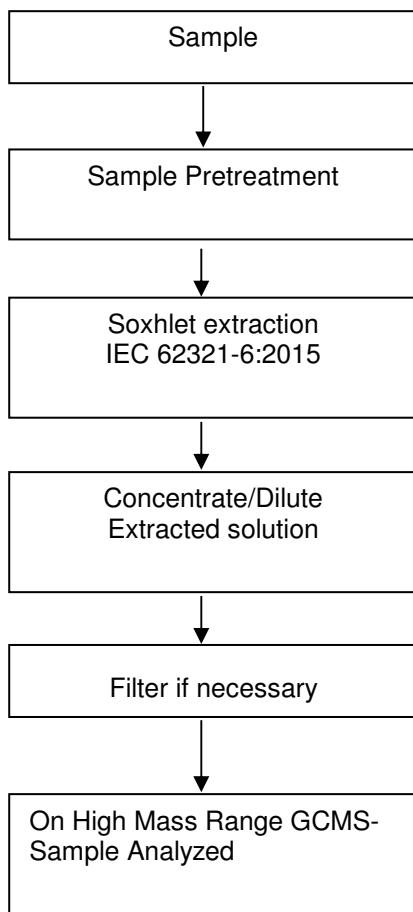 Sample
Sample Pretreatment
Soxhlet extraction
IEC 62321-6:2015
Concentrate/Dilute
Extracted solution
Filter if necessary
On High Mass Range GCMS-
Sample Analyzed